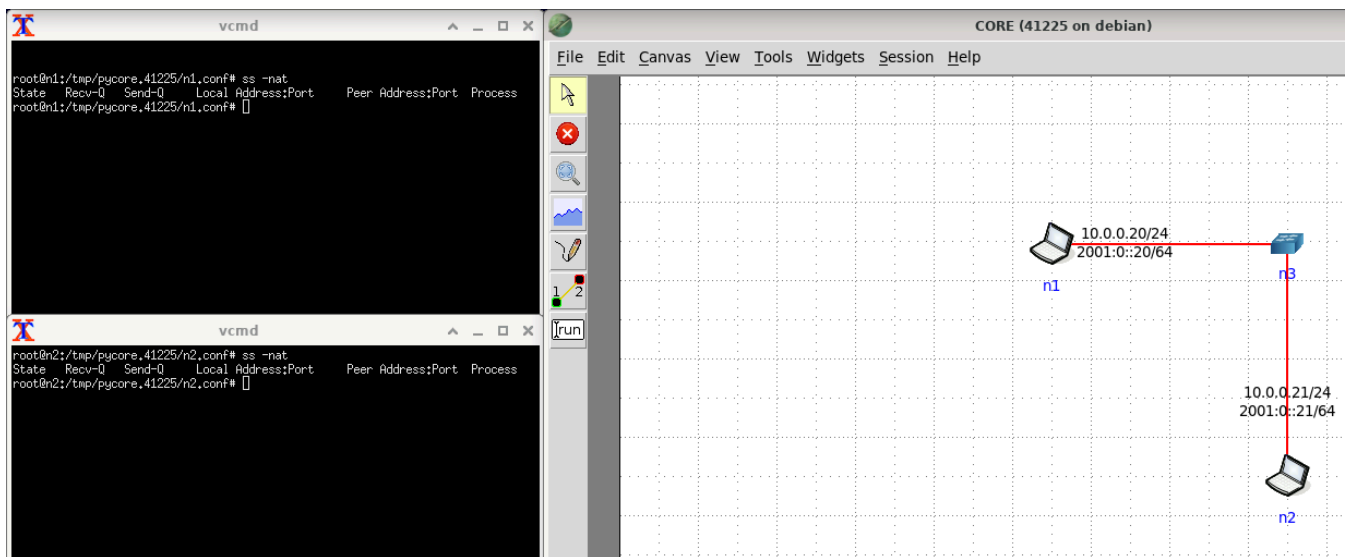 vcmd
root@n1:/tmp/pycore.41225/n1.conf# ss -nat
State Recv-Q Send-Q Local Address:Port Peer Address:Port Process
root@n1:/tmp/pycore.41225/n1.conf#
vcmd
root@n2:/tmp/pycore.41225/n2.conf# ss -nat
State Recv-Q Send-Q Local Address:Port Peer Address:Port Process
root@n2:/tmp/pycore.41225/n2.conf#
CORE (41225 on debian)
File Edit Canvas View Tools Widgets Session Help
1 2
run
10.0.0.20/24
2001:0::20/64
n1
n3
10.0.0.21/24
2001:0::21/64
n2